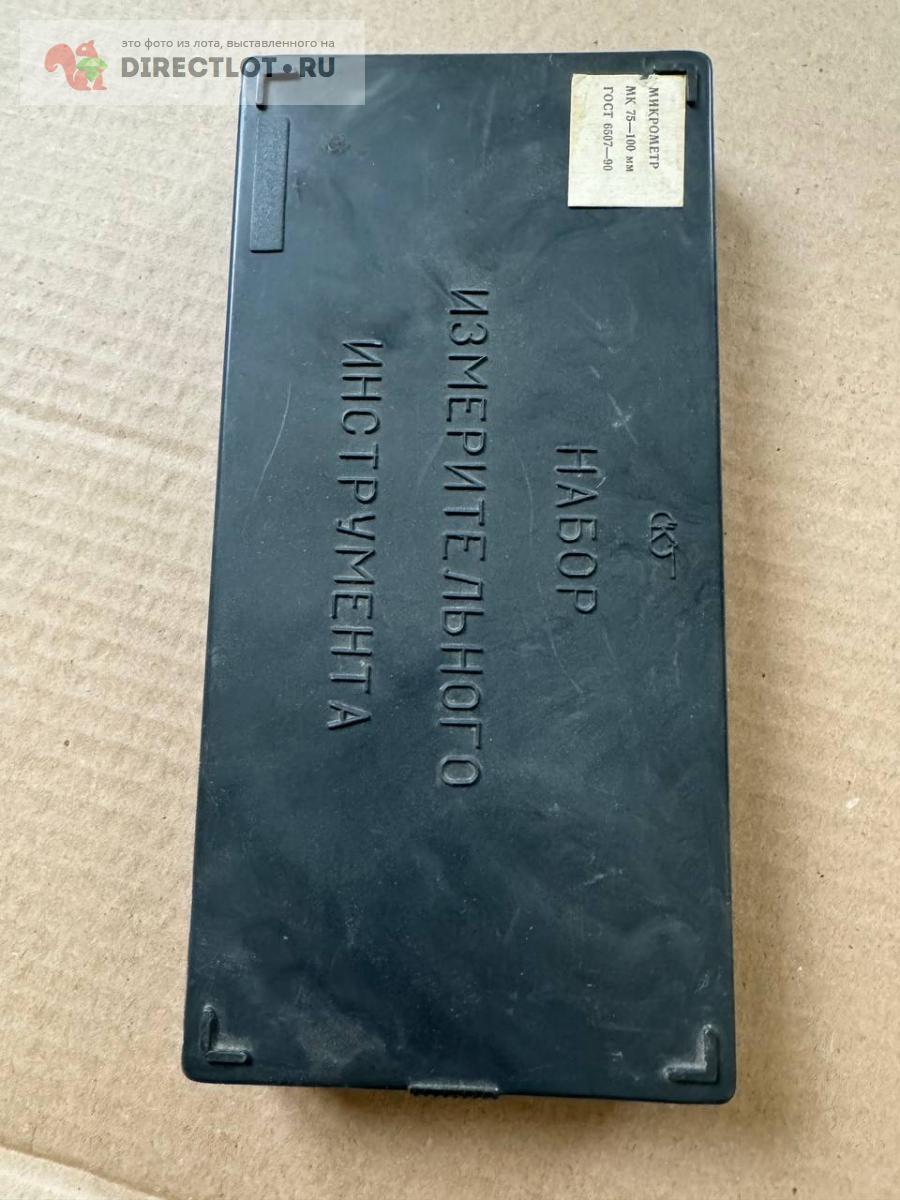 это фото из лота, выставленного на
DIRECTLOT.RU
МИКРОМЕТР
МК 75—100 мм
ГОСТ 6507—90
НАБОР
ИЗМЕРИТЕЛЬНОГО
ИНСТРУМЕНТА